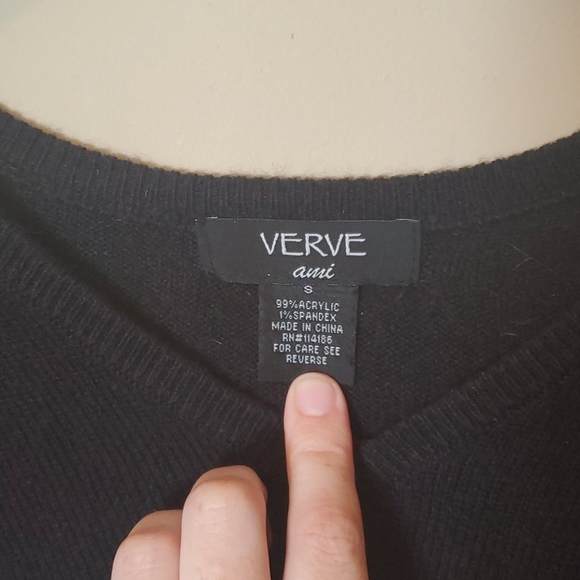 VERVE
ami
S
99%ACRYLIC
1%SPANDEX
MADE IN CHINA
RN#114186
FOR CARE SEE
REVERSE